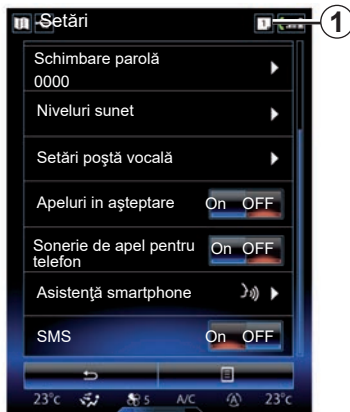 Setări
1
1
Schimbare parolă
0000
Niveluri sunet
Setări poştă vocală
Apeluri in aşteptare On OFF
Sonerie de apel pentru
telefon On OFF
Asistenţă smartphone
SMS On OFF
23°c 5 A/C A 23°c